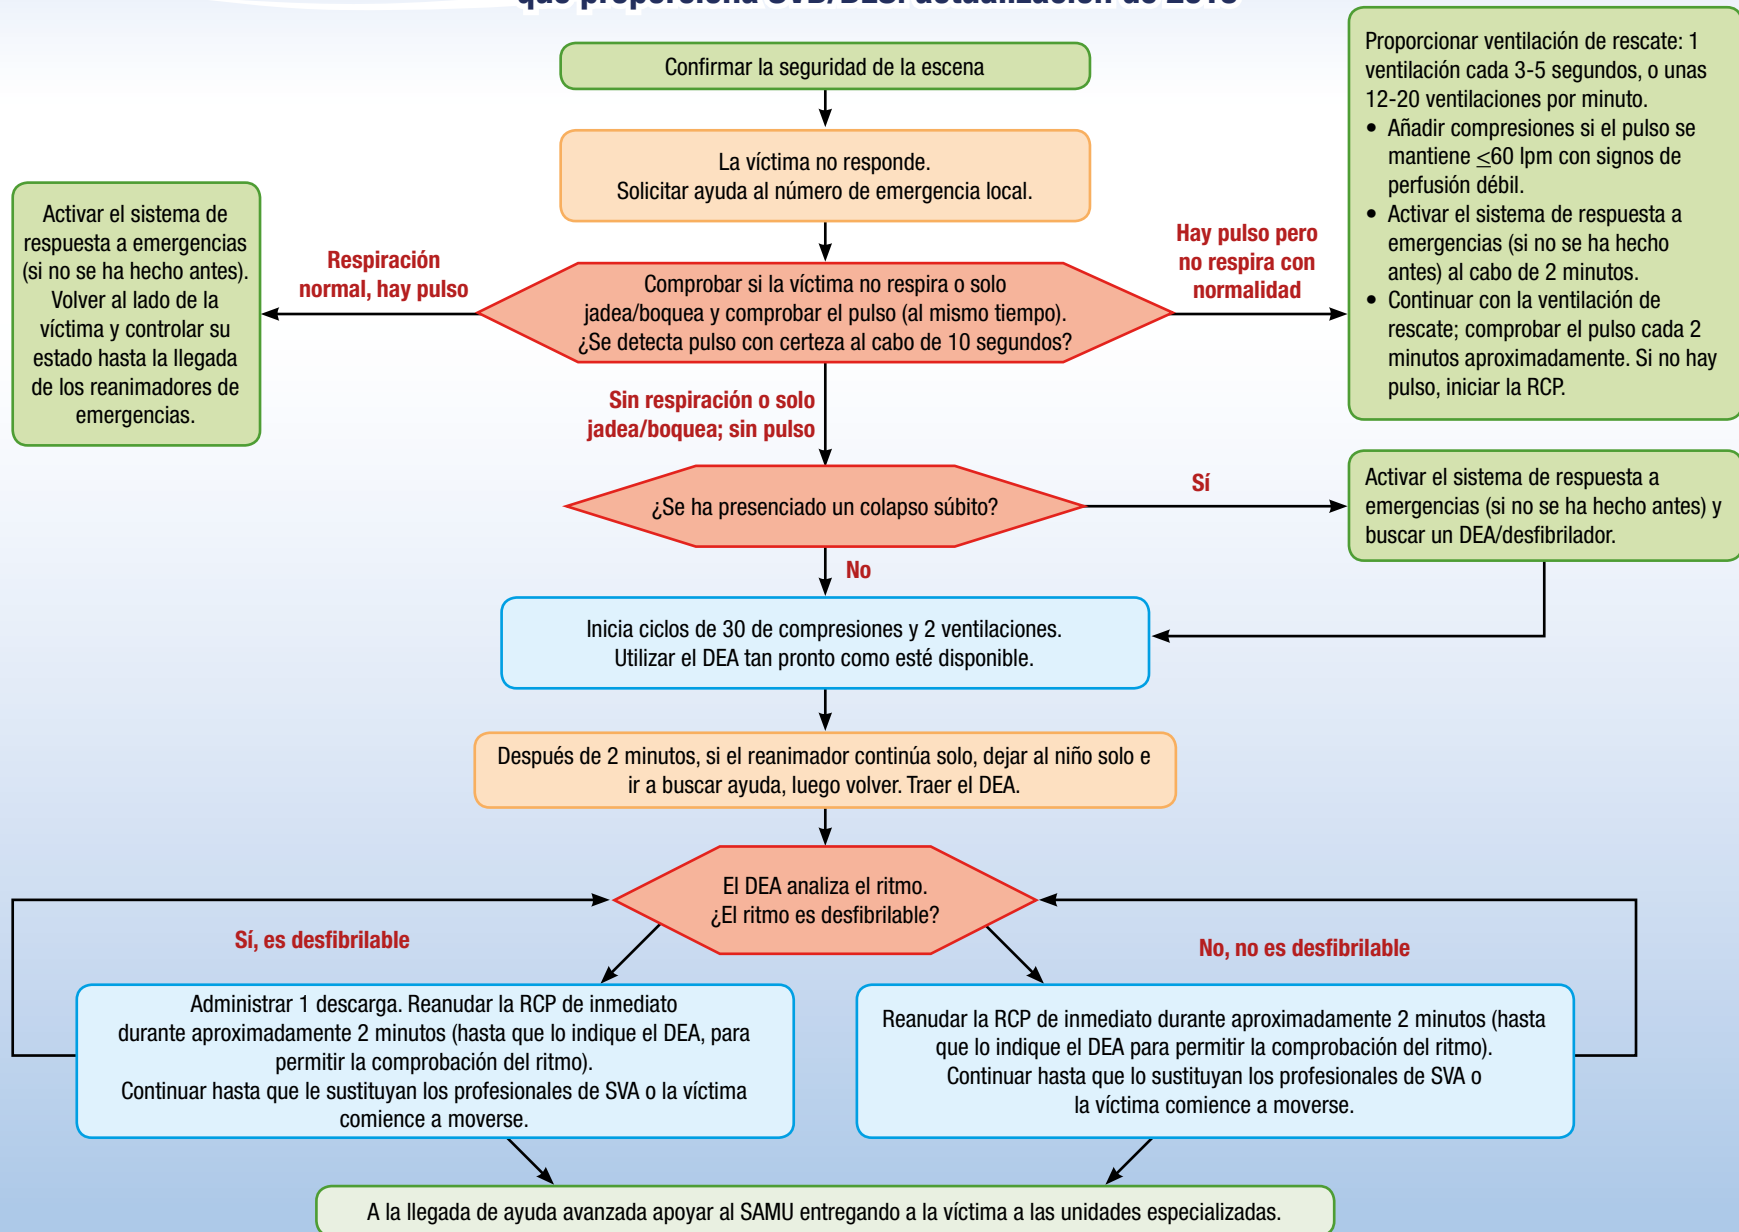 que proporciona SVB/BLS: actualización de 2015
Confirmar la seguridad de la escena
La víctima no responde.
Solicitar ayuda al número de emergencia local.
Proporcionar ventilación de rescate: 1
ventilación cada 3-5 segundos, o unas
12-20 ventilaciones por minuto.
• Añadir compresiones si el pulso se
mantiene ≤60 lpm con signos de
perfusión débil.
• Activar el sistema de respuesta a
emergencias (si no se ha hecho
antes) al cabo de 2 minutos.
• Continuar con la ventilación de
rescate; comprobar el pulso cada 2
minutos aproximadamente. Si no hay
pulso, iniciar la RCP.
Activar el sistema de
respuesta a emergencias
(si no se ha hecho antes).
Volver al lado de la
víctima y controlar su
estado hasta la llegada
de los reanimadores de
emergencias.
Respiración
normal, hay pulso
Comprobar si la víctima no respira o solo
jadea/boquea y comprobar el pulso (al mismo tiempo).
¿Se detecta pulso con certeza al cabo de 10 segundos?
Hay pulso pero
no respira con
normalidad
Sin respiración o solo
jadea/boquea; sin pulso
¿Se ha presenciado un colapso súbito?
Sí
Activar el sistema de respuesta a
emergencias (si no se ha hecho antes) y
buscar un DEA/desfibrilador.
No
Inicia ciclos de 30 de compresiones y 2 ventilaciones.
Utilizar el DEA tan pronto como esté disponible.
Después de 2 minutos, si el reanimador continúa solo, dejar al niño solo e
ir a buscar ayuda, luego volver. Traer el DEA.
El DEA analiza el ritmo.
¿El ritmo es desfibrilable?
Sí, es desfibrilable
No, no es desfibrilable
Administrar 1 descarga. Reanudar la RCP de inmediato
durante aproximadamente 2 minutos (hasta que lo indique el DEA, para
permitir la comprobación del ritmo).
Continuar hasta que le sustituyan los profesionales de SVA o la víctima
comience a moverse.
Reanudar la RCP de inmediato durante aproximadamente 2 minutos (hasta
que lo indique el DEA para permitir la comprobación del ritmo).
Continuar hasta que lo sustituyan los profesionales de SVA o
la víctima comience a moverse.
A la llegada de ayuda avanzada apoyar al SAMU entregando a la víctima a las unidades especializadas.